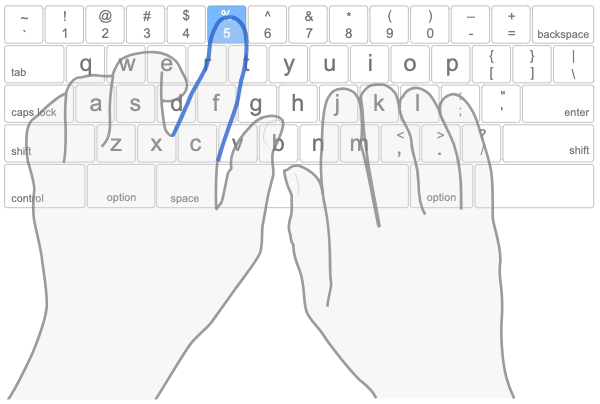 ~ ! @ # $ % ^ & * ( ) _ +
` 1 2 3 4 5 6 7 8 9 0 - = backspace
tab q w e r t y u i o p { } |
[ ] \
caps lock a s d f g h j k l : " enter
; '
shift z x c v b n m < > ? shift
, . /
control option space option